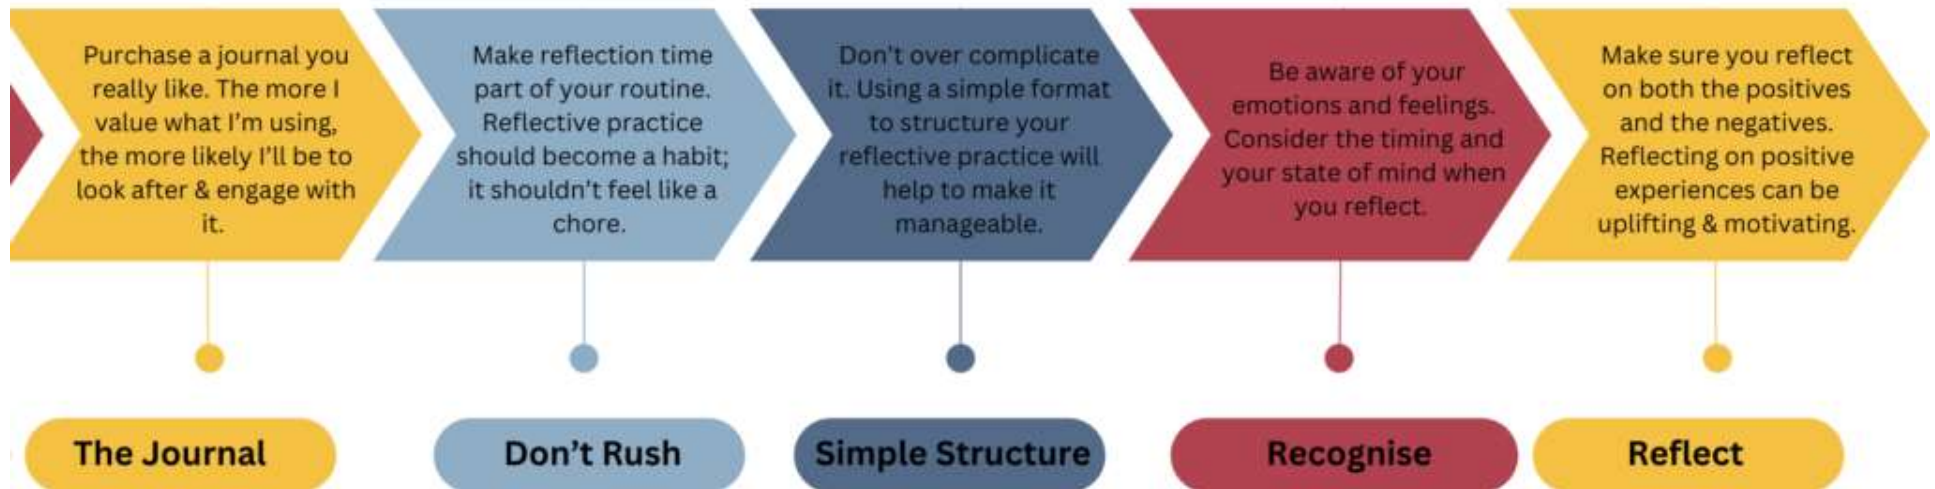 Purchase a journal you
really like. The more I
value what I'm using,
the more likely I'll be to
look after & engage with
it.
Make reflection time
part of your routine.
Reflective practice
should become a habit;
it shouldn't feel like a
chore.
Don't over complicate
it. Using a simple format
to structure your
reflective practice will
help to make it
manageable.
Be aware of your
emotions and feelings.
Consider the timing and
your state of mind when
you reflect.
Make sure you reflect
on both the positives
and the negatives.
Reflecting on positive
experiences can be
uplifting & motivating.
The Journal
Don't Rush
Simple Structure
Recognise
Reflect